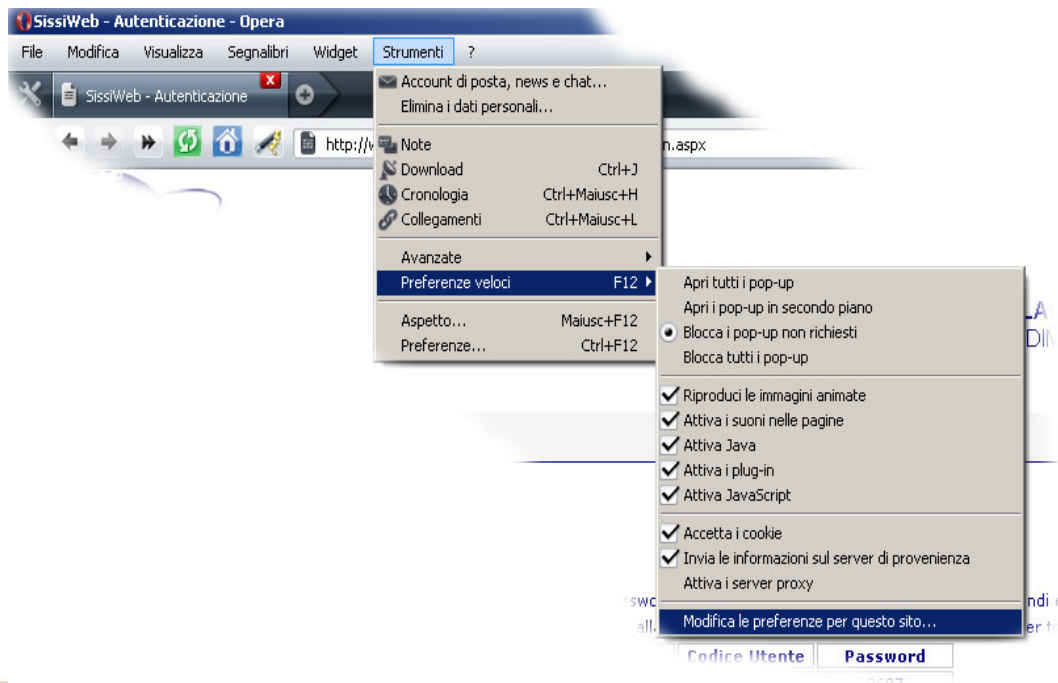 SissiWeb - Autenticazione - Opera
File Modifica Visualizza Segnalibri Widget Strumenti ?
SissiWeb - Autenticazione
http://
n.aspx
Account di posta, news e chat...
Elimina i dati personali...
Note
Download Ctrl+J
Cronologia Ctrl+Maiusc+H
Collegamenti Ctrl+Maiusc+L
Avanzate
Preferenze veloci F12
Aspetto... Maiusc+F12
Preferenze... Ctrl+F12
Apri tutti i pop-up
Apri i pop-up in secondo piano
Blocca i pop-up non richiesti
Blocca tutti i pop-up
Riproduci le immagini animate
Attiva i suoni nelle pagine
Attiva Java
Attiva i plug-in
Attiva JavaScript
Accetta i cookie
Invia le informazioni sul server di provenienza
Attiva i server proxy
Modifica le preferenze per questo sito...
Codice Utente Password